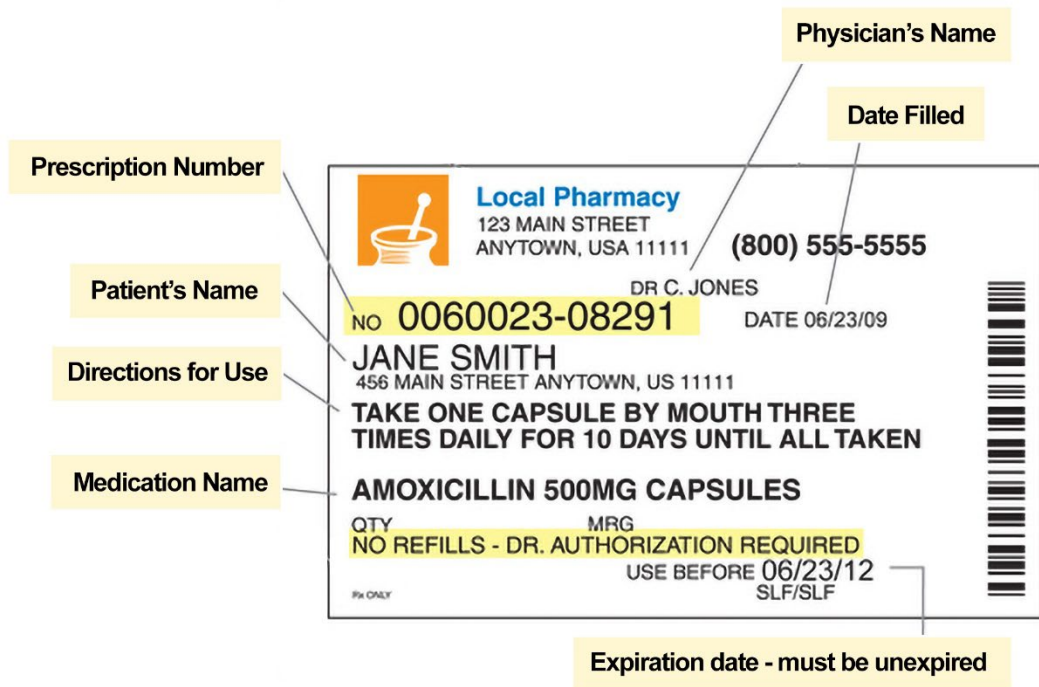 Physician's Name
Date Filled
Prescription Number
Local Pharmacy
123 MAIN STREET
ANYTOWN, USA 11111
(800) 555-5555
DR C. JONES
Patient's Name
NO 0060023-08291
DATE 06/23/09
JANE SMITH
456 MAIN STREET ANYTOWN, US 11111
Directions for Use
TAKE ONE CAPSULE BY MOUTH THREE
TIMES DAILY FOR 10 DAYS UNTIL ALL TAKEN
Medication Name
AMOXICILLIN 500MG CAPSULES
QTY MRG
NO REFILLS - DR. AUTHORIZATION REQUIRED
USE BEFORE 06/23/12
SLF/SLF
Rx ONLY
Expiration date - must be unexpired